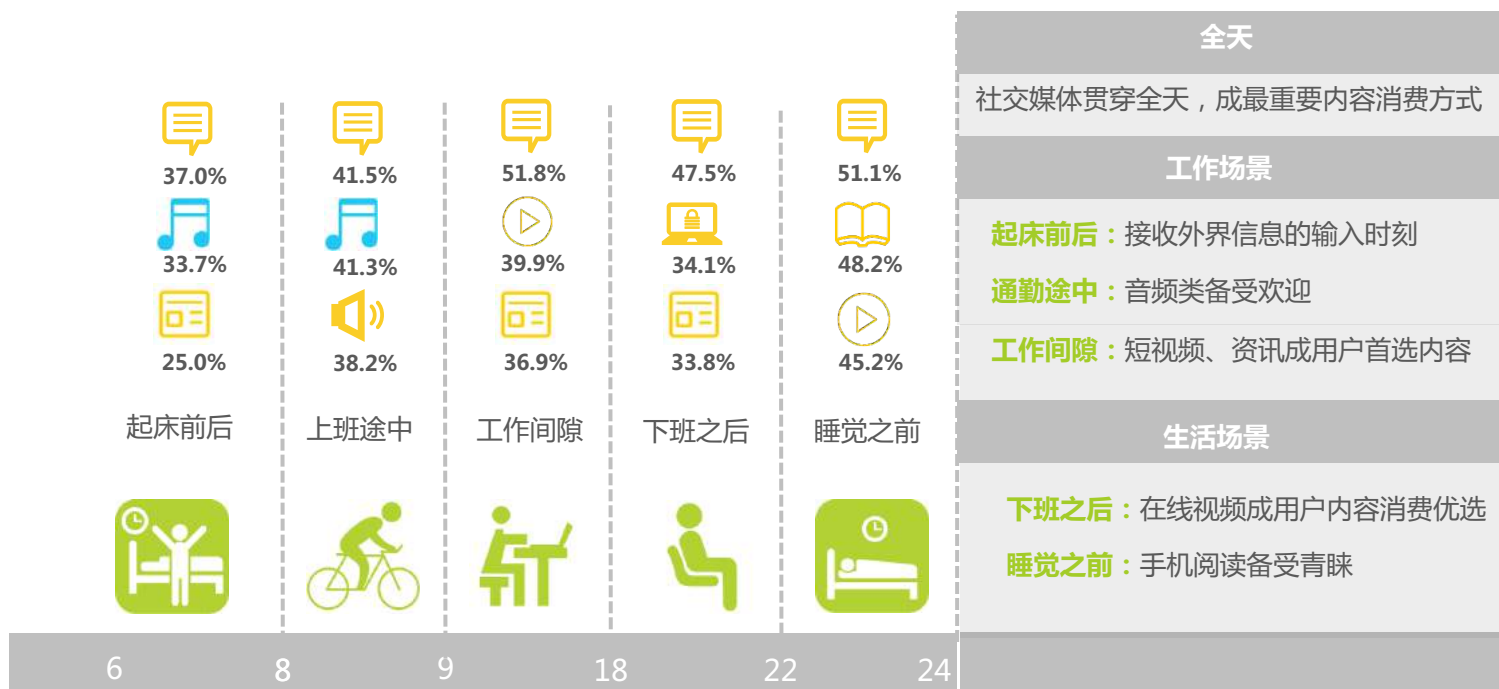 37.0%
41.5%
51.8%
47.5%
51.1%
33.7%
41.3%
39.9%
34.1%
48.2%
25.0%
38.2%
36.9%
33.8%
45.2%
起床前后
上班途中
工作间隙
下班之后
睡觉之前
6
8
9
18
22
24
全天
社交媒体贯穿全天，成最重要内容消费方式
工作场景
起床前后：接收外界信息的输入时刻
通勤途中：音频类备受欢迎
工作间隙：短视频、资讯成用户首选内容
生活场景
下班之后：在线视频成用户内容消费优选
睡觉之前：手机阅读备受青睐